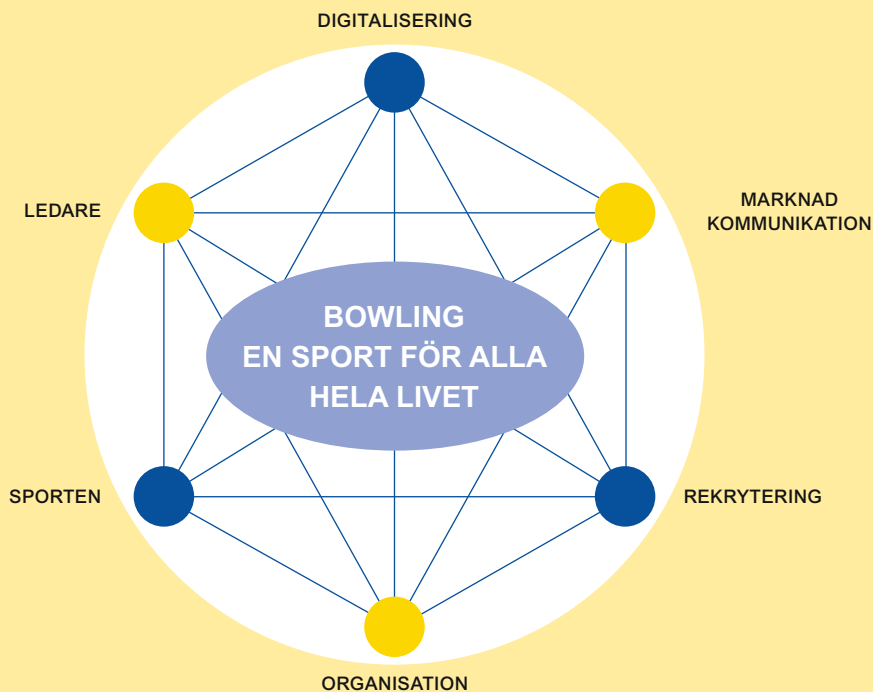 DIGITALISERING
LEDARE
MARKNAD
KOMMUNIKATION
BOWLING
EN SPORT FÖR ALLA
HELA LIVET
SPORTEN
REKRYTERING
ORGANISATION